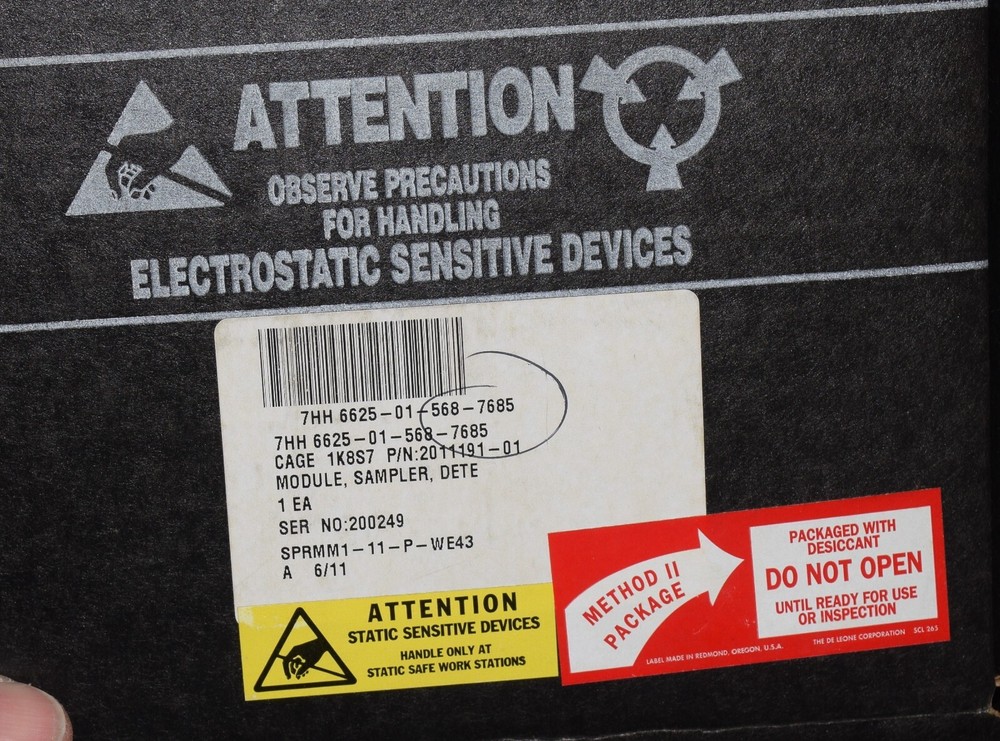 ATTENTION
OBSERVE PRECAUTIONS
FOR HANDLING
ELECTROSTATIC SENSITIVE DEVICES
7HH 6625-01-568-7685
7HH 6625-01-568-7685
CAGE 1K8S7 P/N:2011191-01
MODULE, SAMPLER, DETE
1 EA
SER NO:200249
SPRMM1-11-P-WE43
A 6/11
ATTENTION
STATIC SENSITIVE DEVICES
HANDLE ONLY AT
STATIC SAFE WORK STATIONS
METHOD II
PACKAGE
PACKAGED WITH
DESICCANT
DO NOT OPEN
UNTIL READY FOR USE
OR INSPECTION
LABEL MADE IN REDMOND, OREGON, U.S.A. THE DE LEONE CORPORATION SCL 263